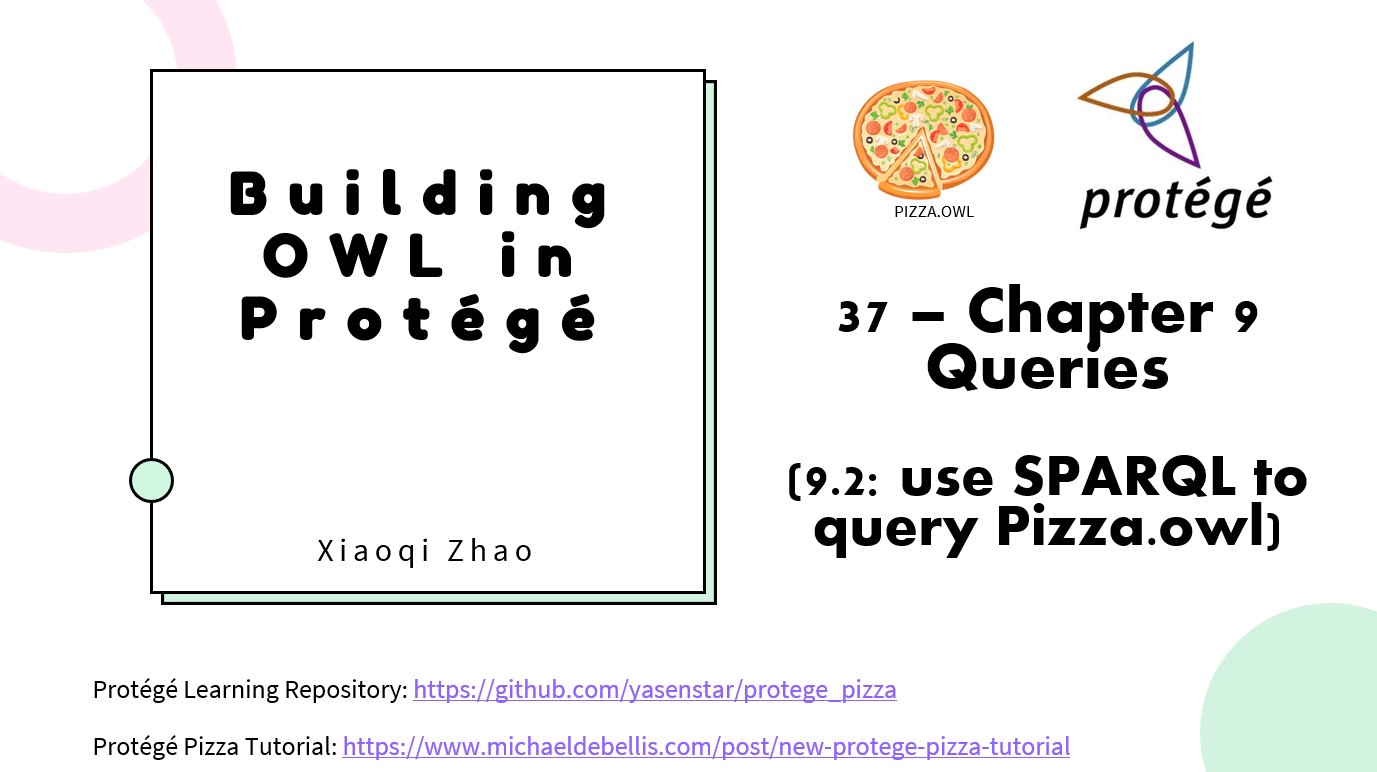 Building
OWL in
Protégé
Xiaoqi Zhao
PIZZA.OWL
protégé
37 – Chapter 9
Queries
(9.2: use SPARQL to
query Pizza.owl)
Protégé Learning Repository: https://github.com/yasenstar/protege_pizza
Protégé Pizza Tutorial: https://www.michaeldebellis.com/post/new-protege-pizza-tutorial